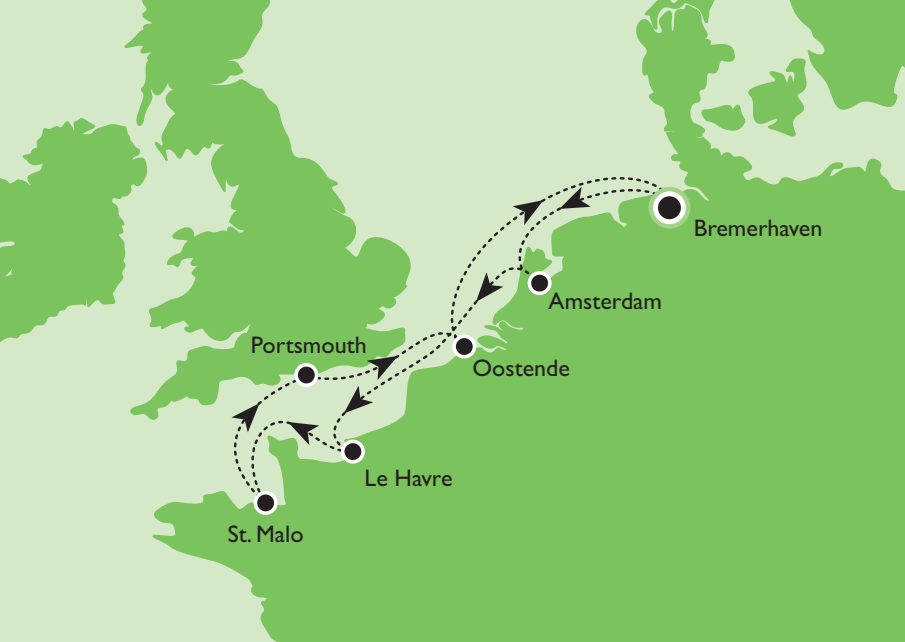 Bremerhaven
Amsterdam
Portsmouth
Oostende
Le Havre
St. Malo